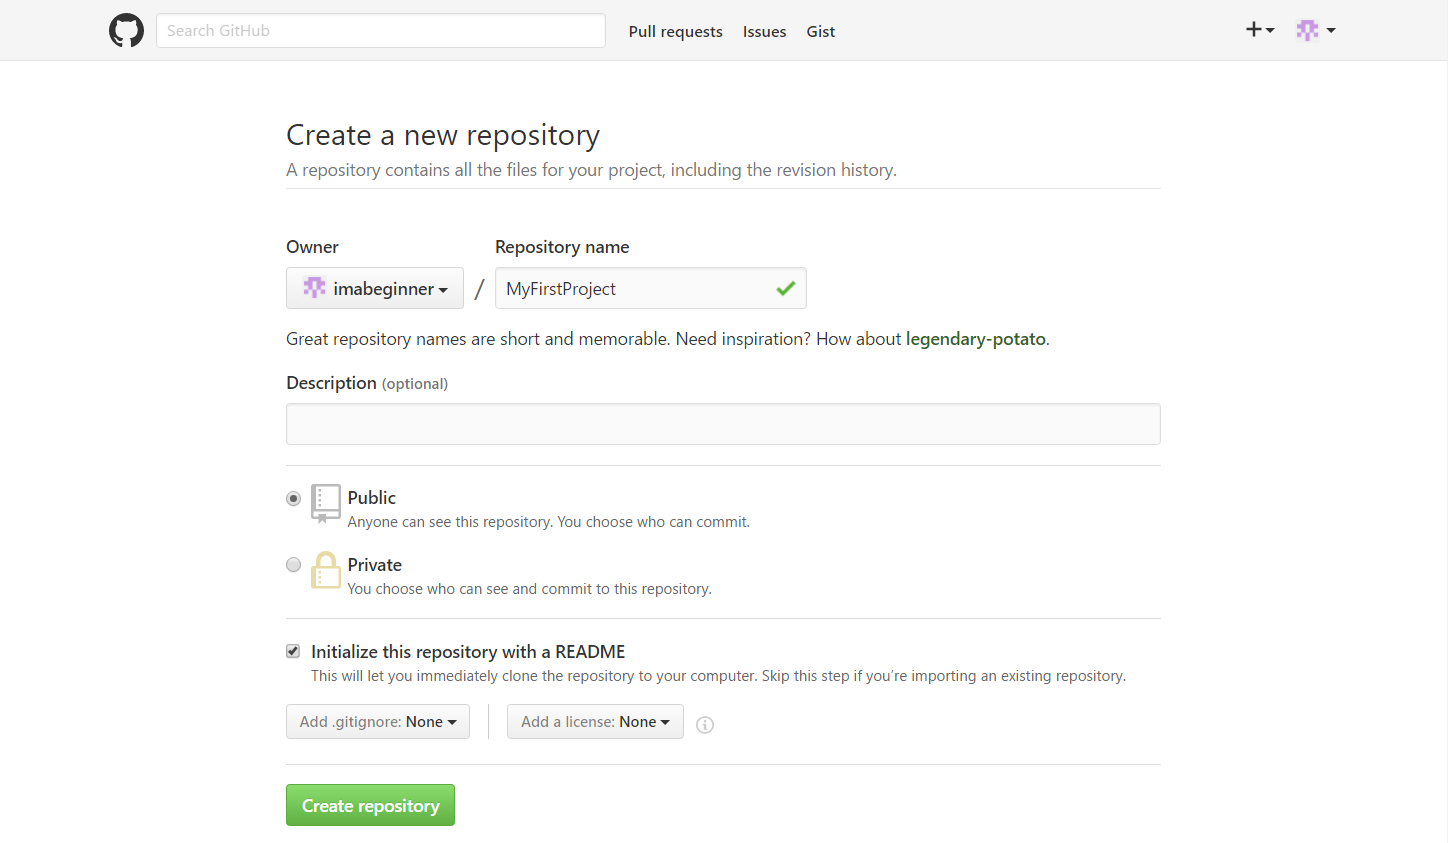 Search GitHub
Pull requests Issues Gist
Create a new repository
A repository contains all the files for your project, including the revision history.
Owner Repository name
imabeginner / MyFirstProject
Great repository names are short and memorable. Need inspiration? How about legendary-potato.
Description (optional)
Public
Anyone can see this repository. You choose who can commit.
Private
You choose who can see and commit to this repository.
Initialize this repository with a README
This will let you immediately clone the repository to your computer. Skip this step if you’re importing an existing repository.
Add .gitignore: None Add a license: None
Create repository